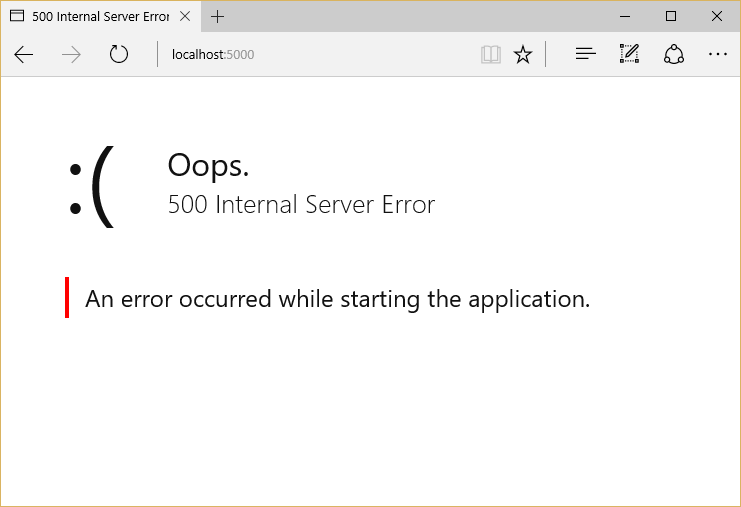 500 Internal Server Error
localhost:5000
:(
Oops.
500 Internal Server Error
An error occurred while starting the application.